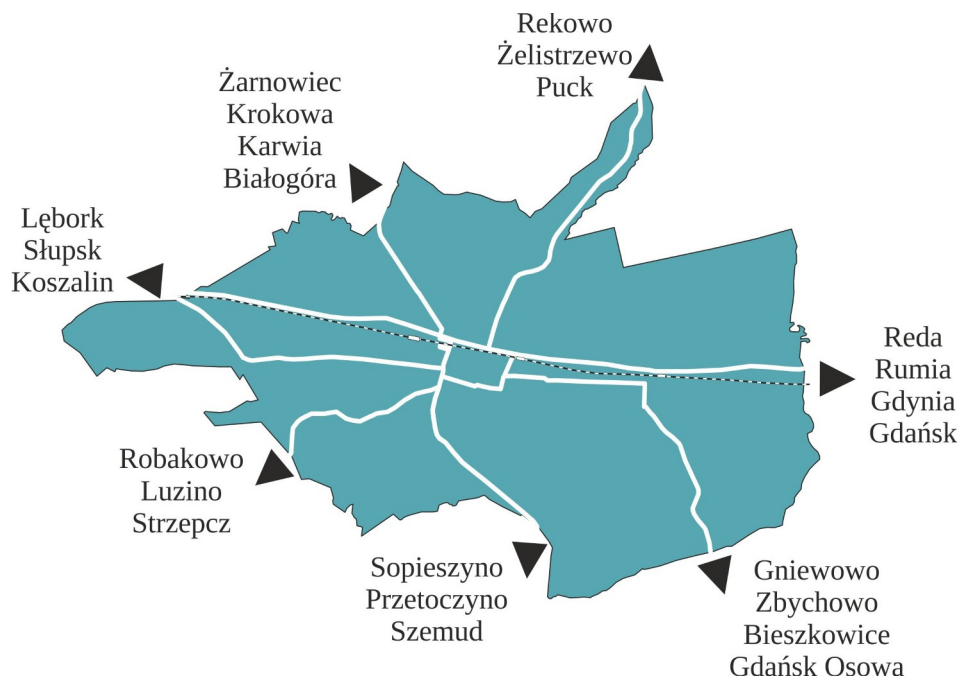 Rekowo
Żelistrzewo
Puck
Żarnowiec
Krokowa
Karwia
Białogóra
Lębork
Słupsk
Koszalin
Reda
Rumia
Gdynia
Gdańsk
Robakowo
Luzino
Strzepcz
Sopieszyno
Przetoczyno
Szemud
Gniewowo
Zbychowo
Bieszkowice
Gdańsk Osowa